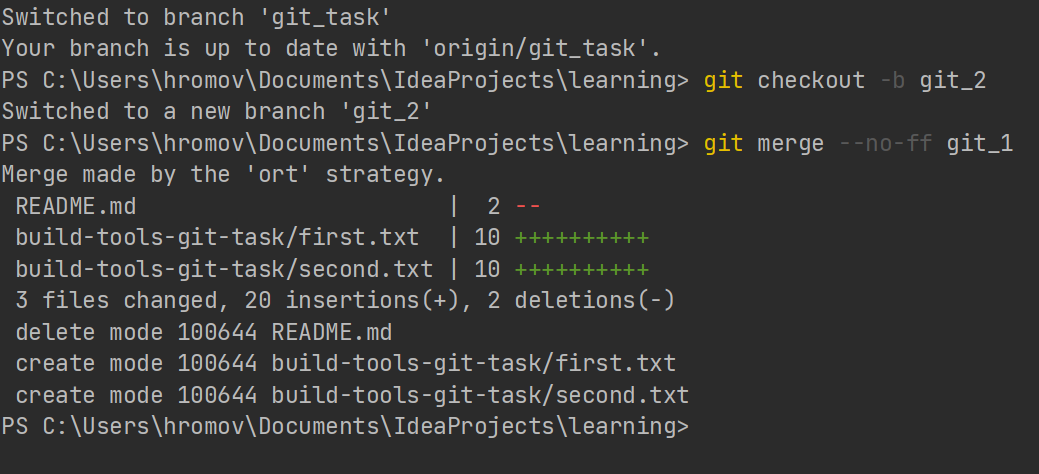 Switched to branch 'git_task'
Your branch is up to date with 'origin/git_task'.
PS C:\Users\hromov\Documents\IdeaProjects\learning> git checkout -b git_2
Switched to a new branch 'git_2'
PS C:\Users\hromov\Documents\IdeaProjects\learning> git merge --no-ff git_1
Merge made by the 'ort' strategy.
 README.md                       |  2 --
 build-tools-git-task/first.txt  | 10 ++++++++++
 build-tools-git-task/second.txt | 10 ++++++++++
 3 files changed, 20 insertions(+), 2 deletions(-)
 delete mode 100644 README.md
 create mode 100644 build-tools-git-task/first.txt
 create mode 100644 build-tools-git-task/second.txt
PS C:\Users\hromov\Documents\IdeaProjects\learning>